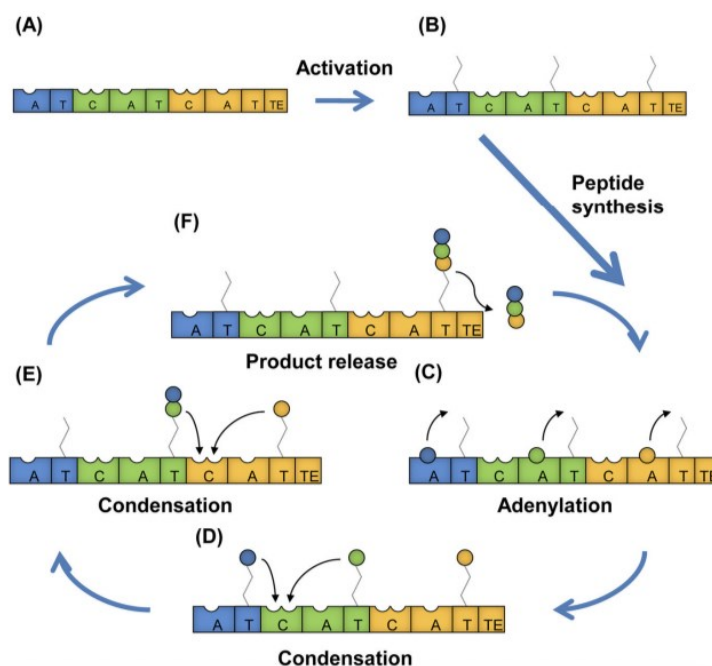 (A)
(B)
Activation
A T C A T C A T TE
A T C A T C A T TE
Peptide
synthesis
(F)
A T C A T C A T TE
Product release
(E)
(C)
A T C A T C A T TE
A T C A T C A T TE
Condensation
Adenylation
(D)
A T C A T C A T TE
Condensation